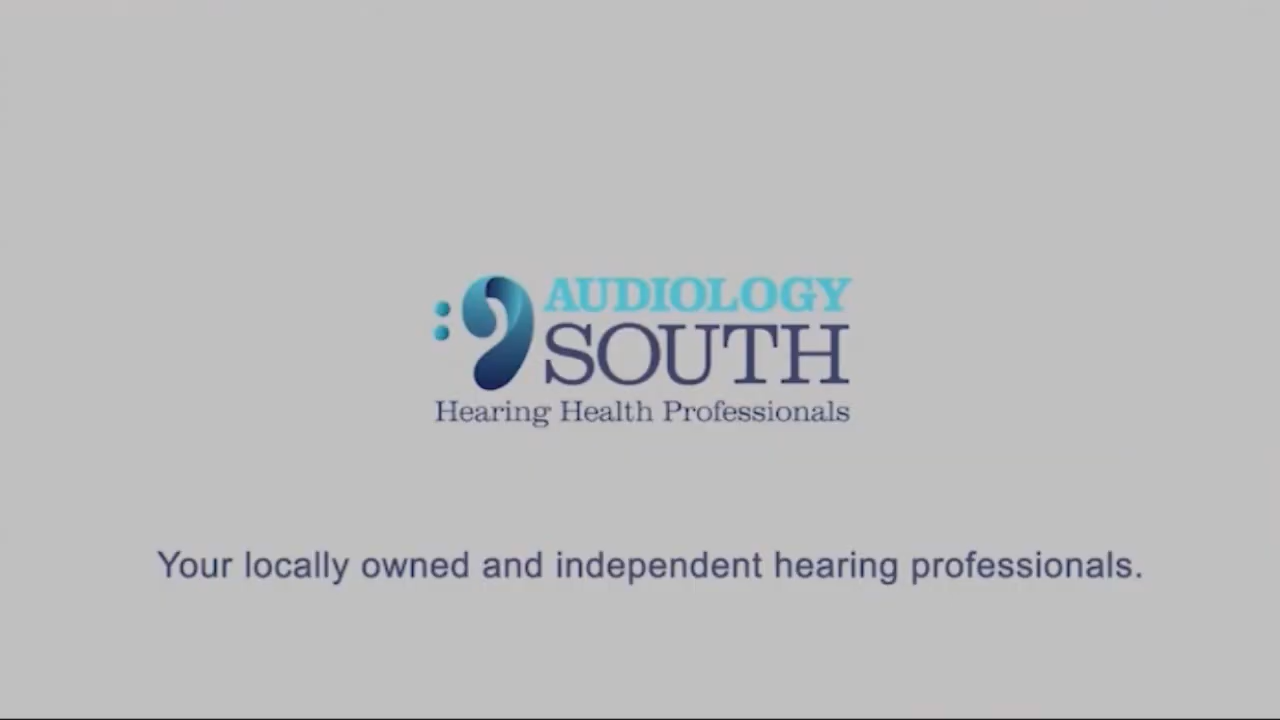 AUDIOLOGY
SOUTH
Hearing Health Professionals
Your locally owned and independent hearing professionals.